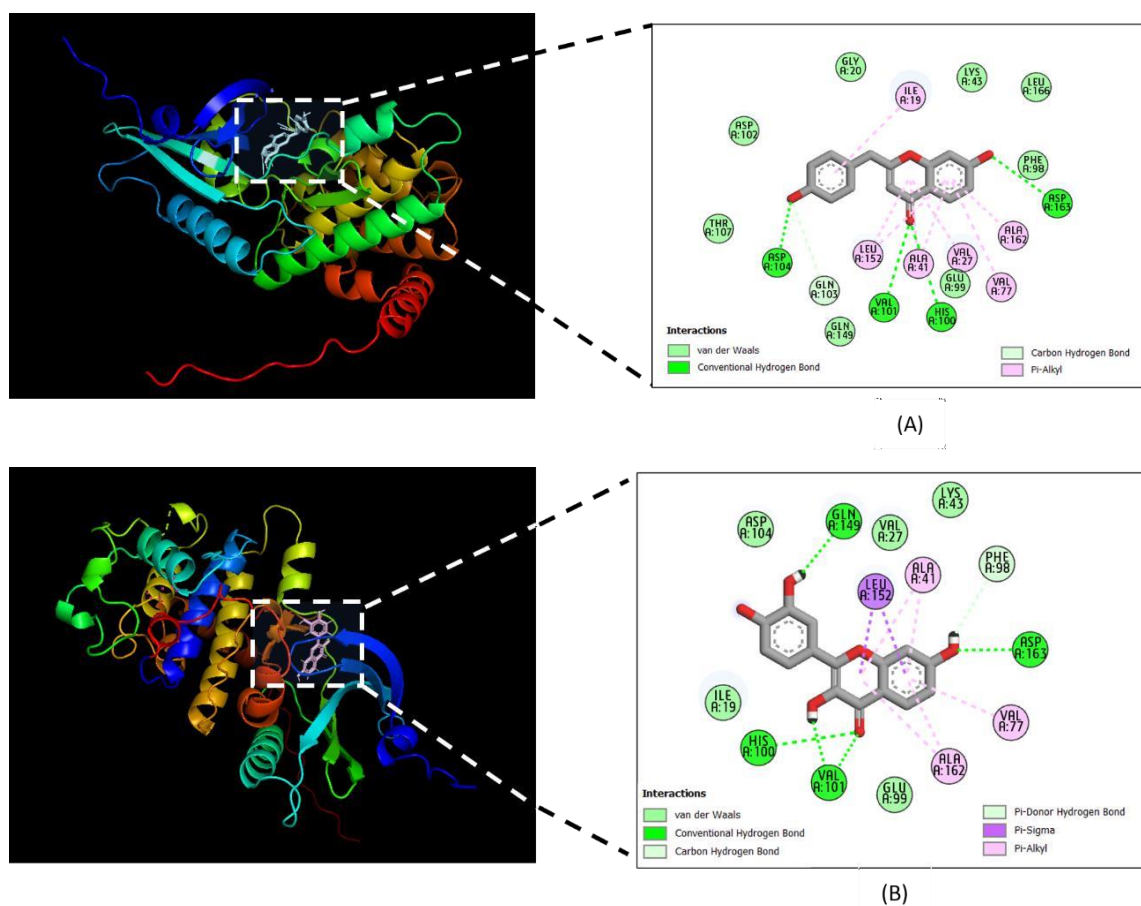 GLY
A:20
LYS
A:43
LEU
A:166
ILE
A:19
ASP
A:102
PHE
A:98
ASP
A:163
THR
A:107
ALA
A:162
LEU
A:152
ASP
A:104
ALA
A:41
VAL
A:27
GLU
A:99
VAL
A:77
GLN
A:103
VAL
A:101
HIS
A:100
GLN
A:149
Interactions
van der Waals
Conventional Hydrogen Bond
Carbon Hydrogen Bond
Pi-Alkyl
(A)
LYS
A:43
GLN
A:149
ASP
A:104
VAL
A:27
PHE
A:98
ALA
A:41
LEU
A:152
ASP
A:163
ILE
A:19
VAL
A:77
HIS
A:100
ALA
A:162
VAL
A:101
GLU
A:99
Interactions
van der Waals
Conventional Hydrogen Bond
Carbon Hydrogen Bond
Pi-Donor Hydrogen Bond
Pi-Sigma
Pi-Alkyl
(B)